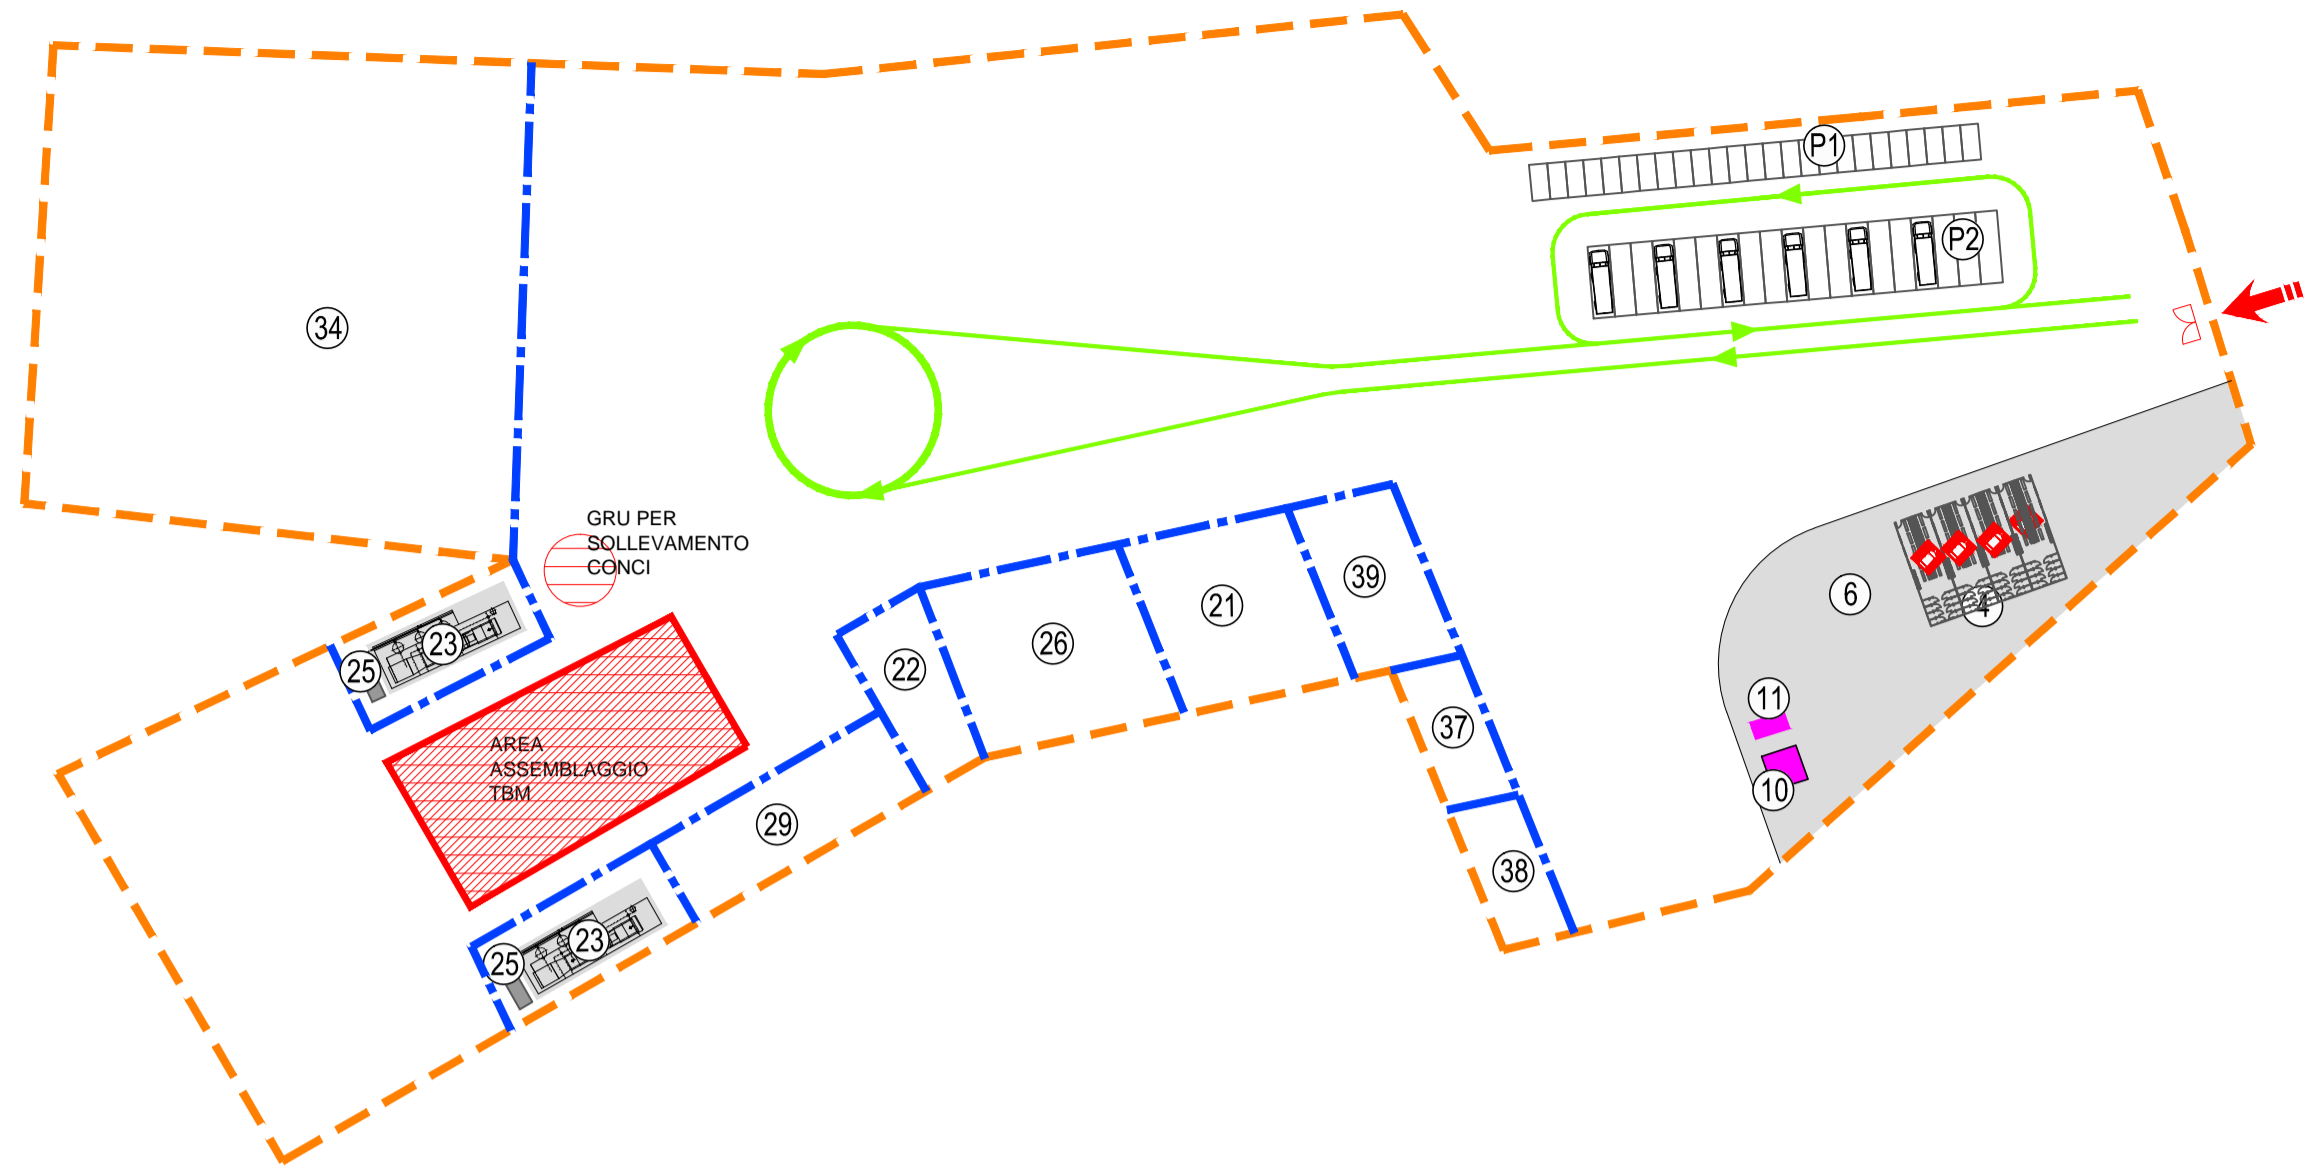 P1
P2
34
GRU PER
SOLLEVAMENTO
CONCI
39
6
21
4
23
26
25
22
11
37
AREA
ASSEMBLAGGIO
TBM
10
29
38
23
25